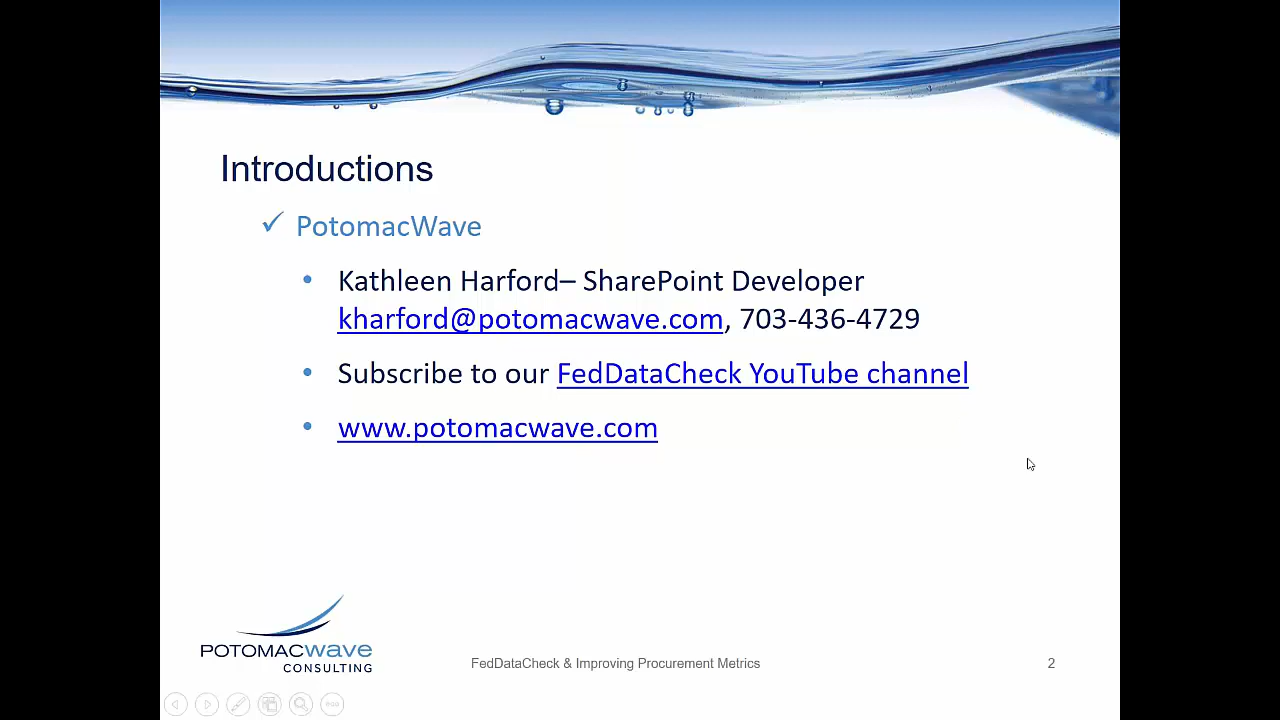 Introductions
✓ PotomacWave
• Kathleen Harford– SharePoint Developer
kharford@potomacwave.com, 703-436-4729
• Subscribe to our FedDataCheck YouTube channel
• www.potomacwave.com
POTOMACWAVE
CONSULTING
FedDataCheck & Improving Procurement Metrics
2